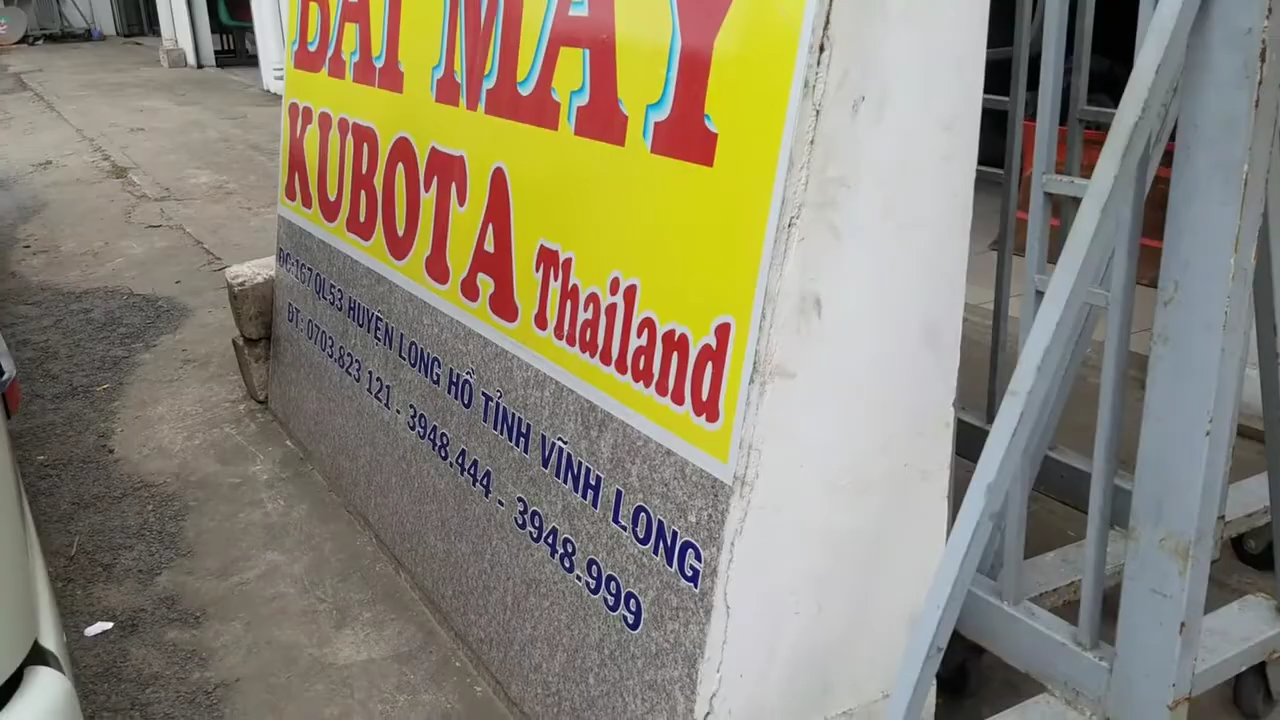 BẢY MÁY
KUBOTA Thailand
ĐC:167 QL53 HUYỆN LONG HỒ TỈNH VĨNH LONG
ĐT: 0703.823 121 - 3948.444 - 3948.999